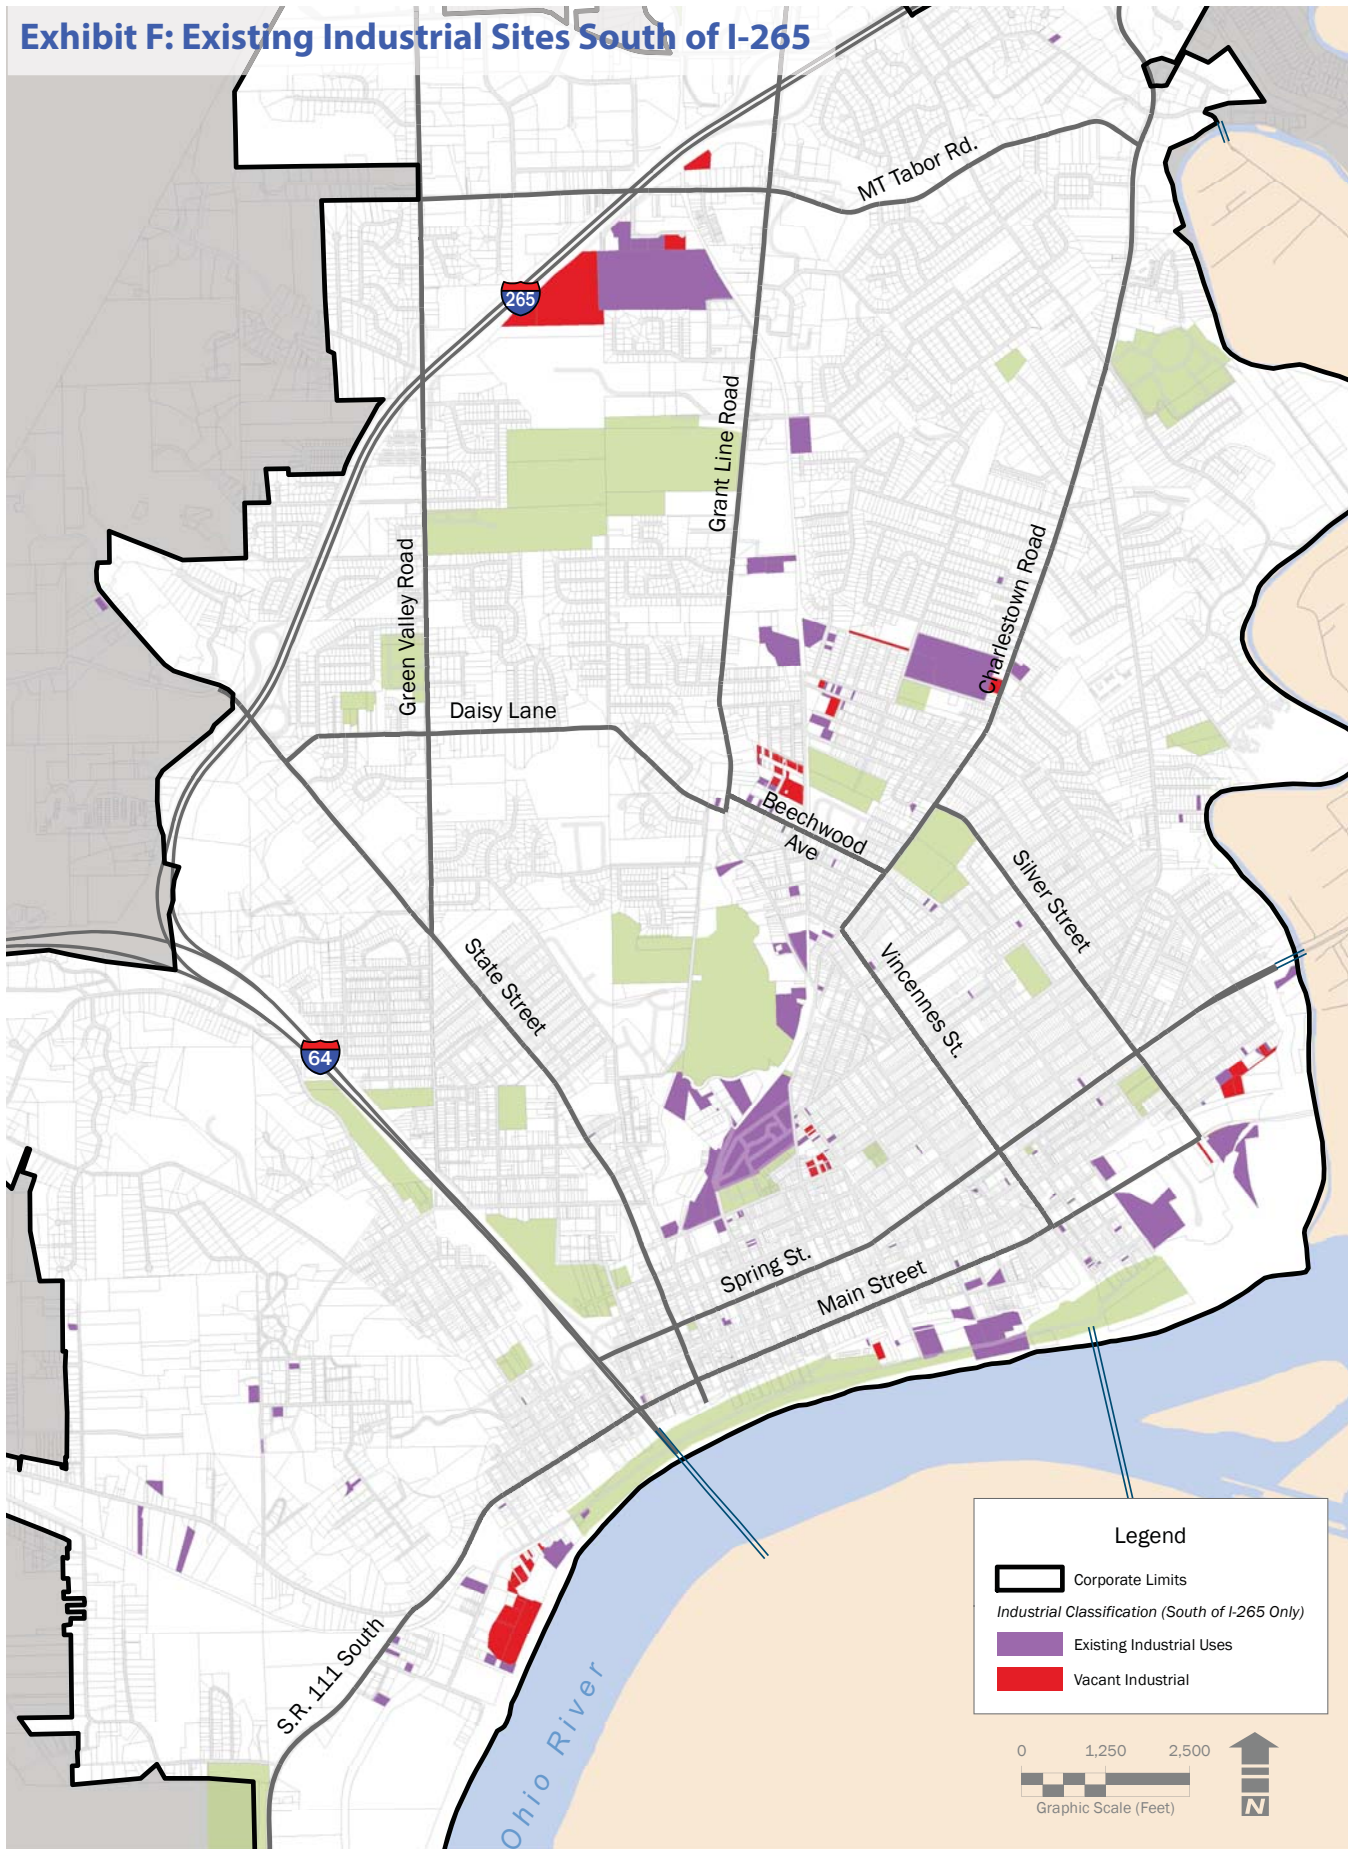 Exhibit F: Existing Industrial Sites South of I-265
MT Tabor Rd.
265
Grant Line Road
Charlestown Road
Green Valley Road
Daisy Lane
Beechwood
Ave
Silver Street
State Street
Vincennes St.
64
Spring St.
Main Street
S.R. 111 South
Ohio River
Legend
Corporate Limits
Industrial Classification (South of I-265 Only)
Existing Industrial Uses
Vacant Industrial
0 1,250 2,500
Graphic Scale (Feet)
N